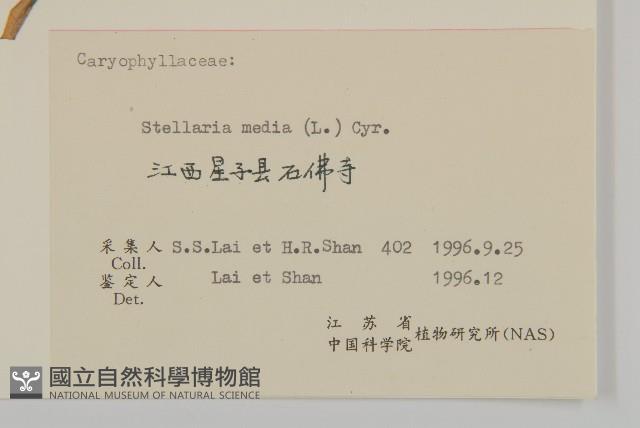 Caryophyllaceae:
Stellaria media (L.) Cyr.
江西星子县石佛寺
采集人 S.S.Lai et H.R.Shan 402 1996.9.25
Coll.
鉴定人 Lai et Shan 1996.12
Det.
江苏省
中国科学院植物研究所(NAS)
國立自然科學博物館
NATIONAL MUSEUM OF NATURAL SCIENCE